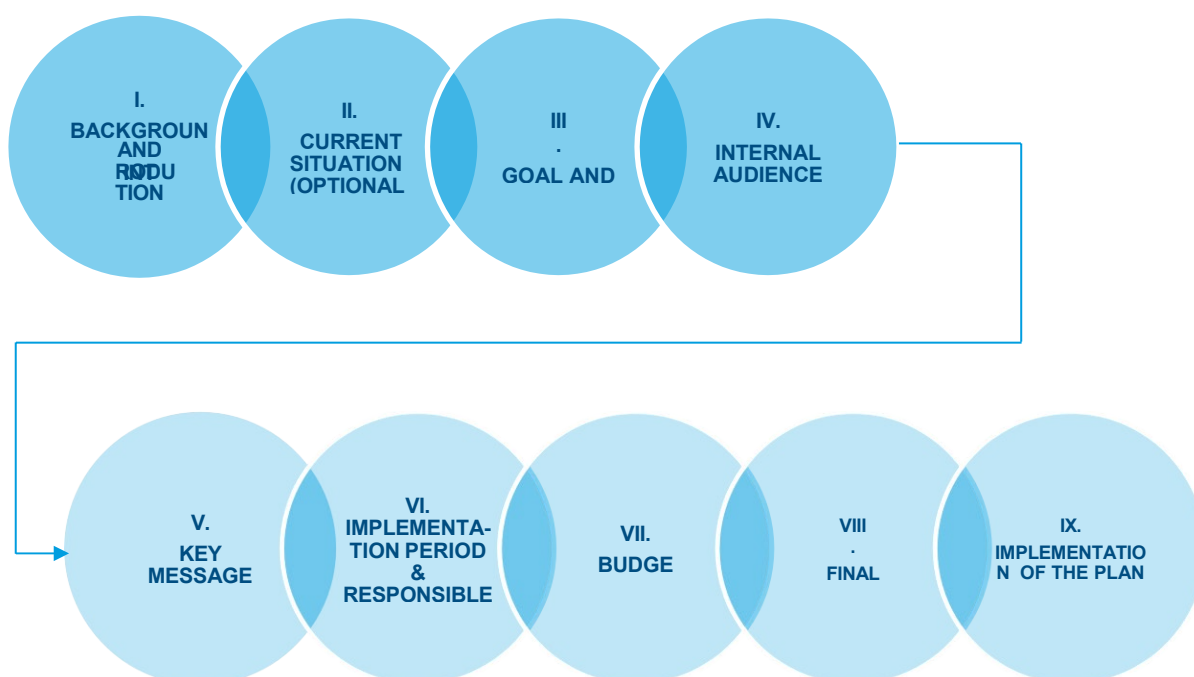 I.
BACKGROUN
AND
TION
II.
CURRENT
SITUATION
(OPTIONAL
III
.
GOAL AND
IV.
INTERNAL
AUDIENCE
V.
KEY
MESSAGE
VI.
IMPLEMENTA-
TION PERIOD
&
RESPONSIBLE
VII.
BUDGE
VIII
.
FINAL
IX.
IMPLEMENTATIO
N OF THE PLAN